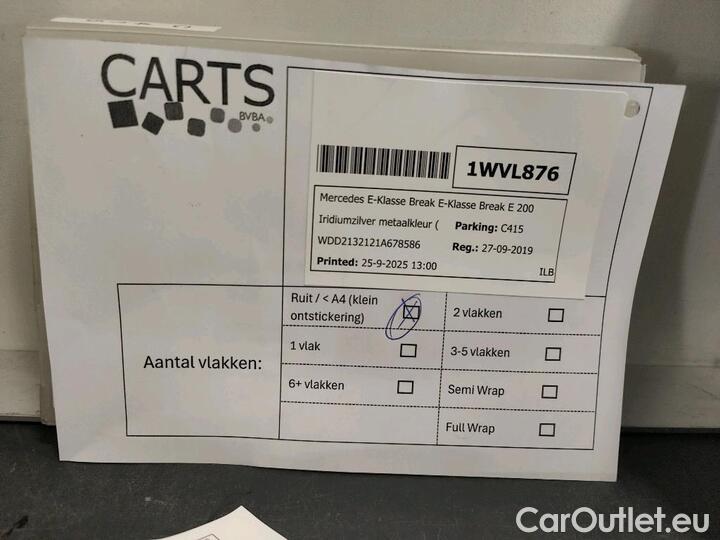 CARTS
BVBA
1WVL876
Mercedes E-Klasse Break E-Klasse Break E 200
Iridiumzilver metaalkleur ( Parking: C415
WDD2132121A678586 Reg.: 27-09-2019
Printed: 25-9-2025 13:00 ILB
Aantal vlakken:
Ruit / < A4 (klein
ontstickering)
2 vlakken
1 vlak
3-5 vlakken
6+ vlakken
Semi Wrap
Full Wrap
CarOutlet.eu